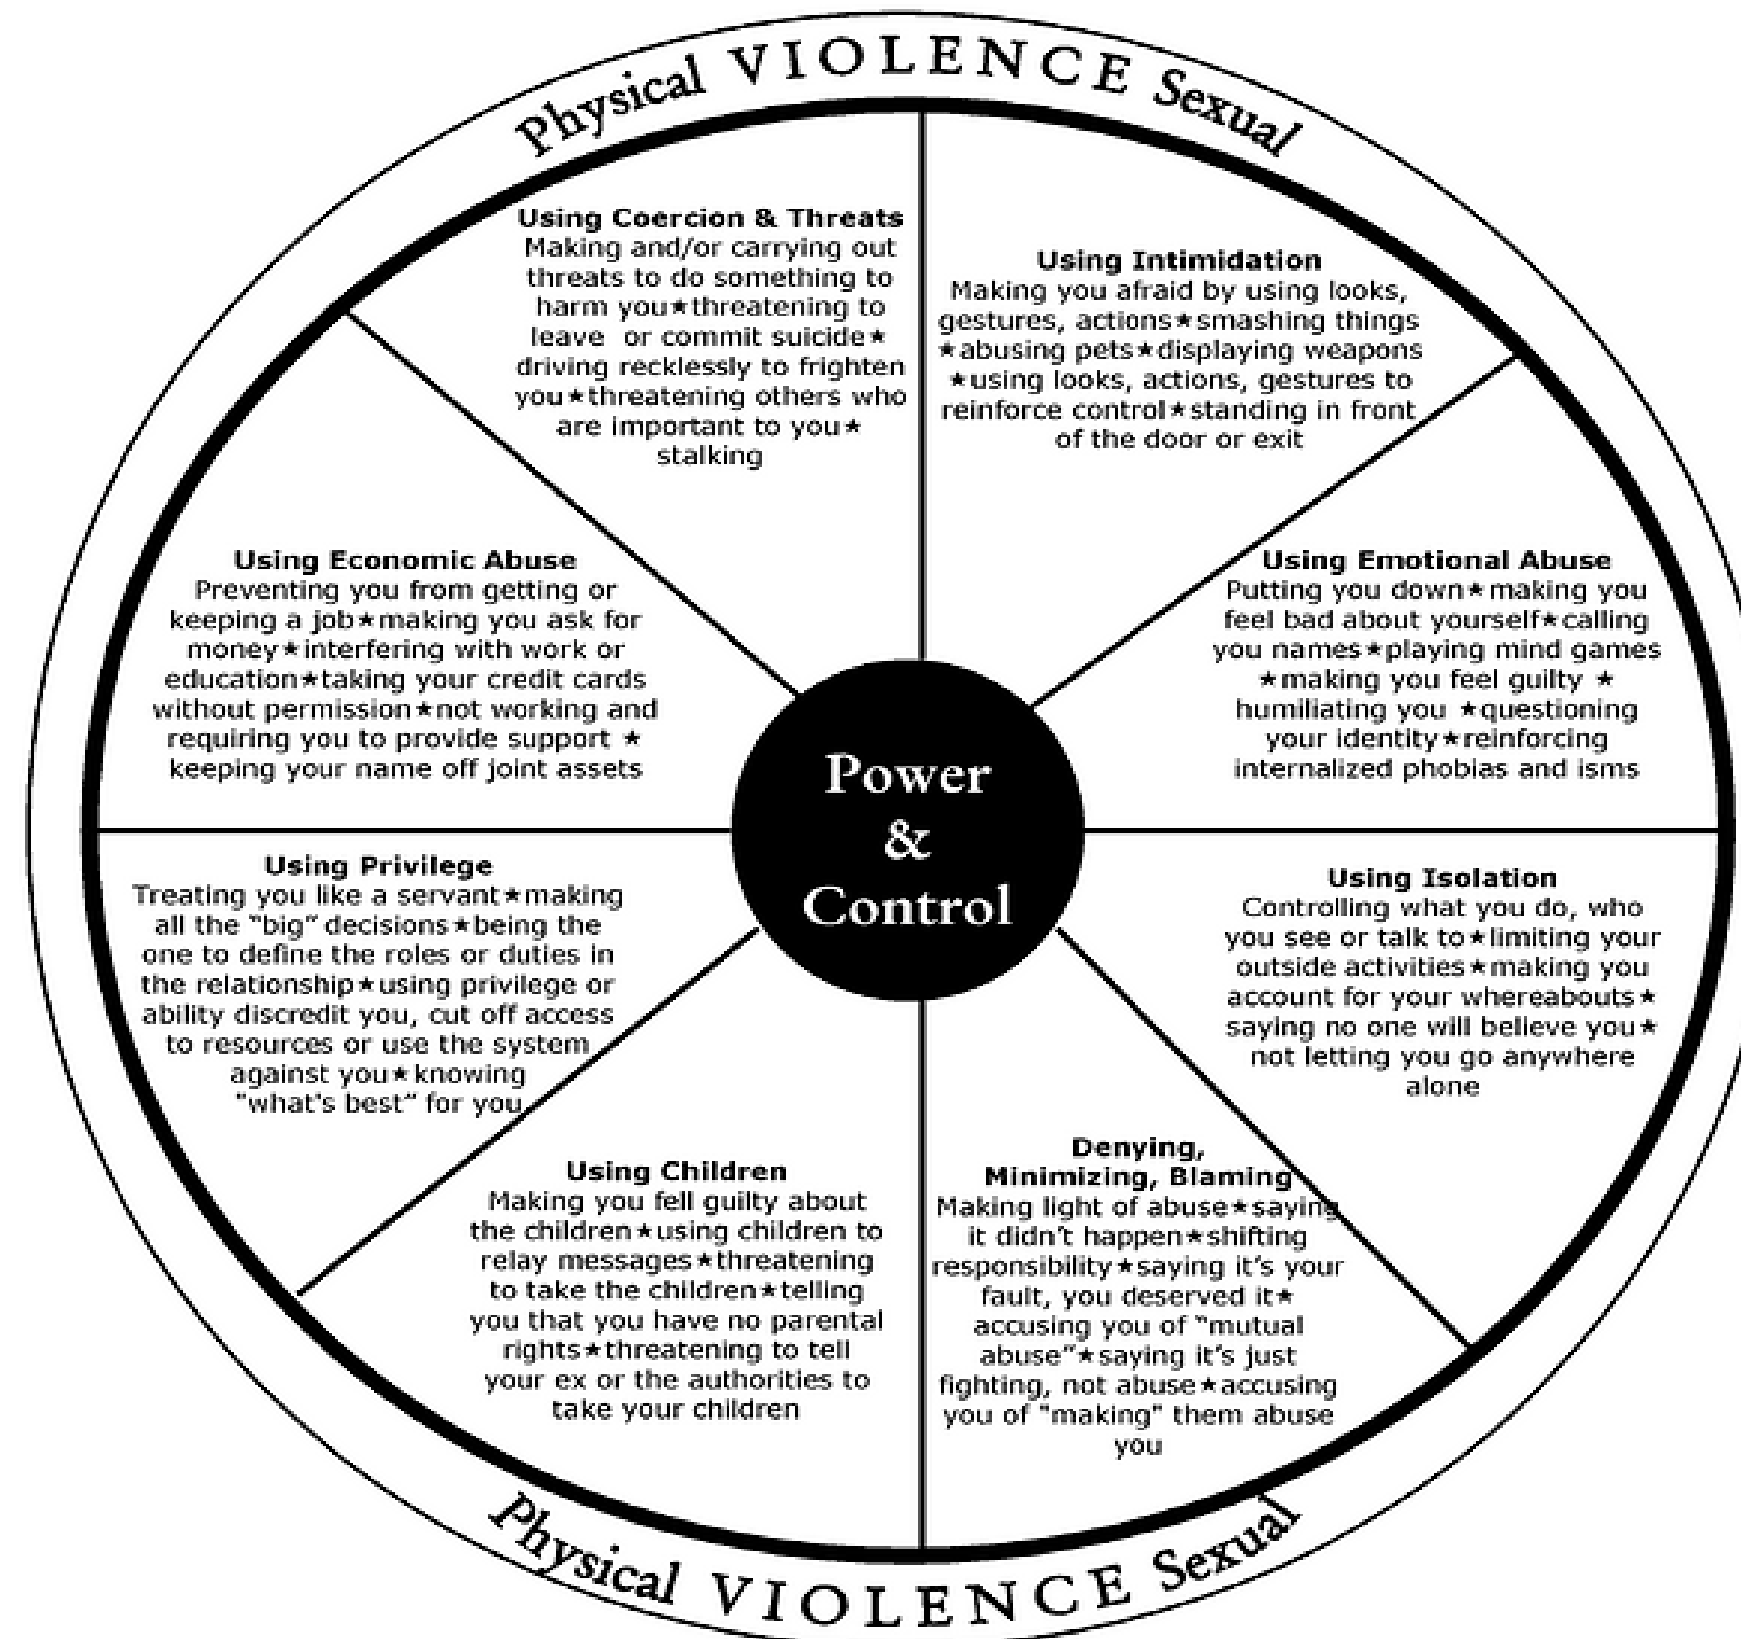 Physical VIOLENCE Sexual
Using Coercion & Threats
Making and/or carrying out
threats to do something to
harm you★threatening to
leave or commit suicide★
driving recklessly to frighten
you★threatening others who
are important to you★
stalking
Using Intimidation
Making you afraid by using looks,
gestures, actions★smashing things
★abusing pets★displaying weapons
★using looks, actions, gestures to
reinforce control★standing in front
of the door or exit
Using Economic Abuse
Preventing you from getting or
keeping a job★making you ask for
money★interfering with work or
education★taking your credit cards
without permission★not working and
requiring you to provide support ★
keeping your name off joint assets
Using Emotional Abuse
Putting you down★making you
feel bad about yourself★calling
you names★playing mind games
★making you feel guilty ★
humiliating you ★questioning
your identity★reinforcing
internalized phobias and isms
Power
&
Control
Using Privilege
Treating you like a servant★making
all the "big" decisions★being the
one to define the roles or duties in
the relationship★using privilege or
ability discredit you, cut off access
to resources or use the system
against you★knowing
"what's best" for you
Using Isolation
Controlling what you do, who
you see or talk to★limiting your
outside activities★making you
account for your whereabouts★
saying no one will believe you★
not letting you go anywhere
alone
Using Children
Making you fell guilty about
the children★using children to
relay messages★threatening
to take the children★telling
you that you have no parental
rights★threatening to tell
your ex or the authorities to
take your children
Denying,
Minimizing, Blaming
Making light of abuse★saying
it didn't happen★shifting
responsibility★saying it's your
fault, you deserved it★
accusing you of "mutual
abuse"★saying it's just
fighting, not abuse★accusing
you of "making" them abuse
you
Physical VIOLENCE Sexual